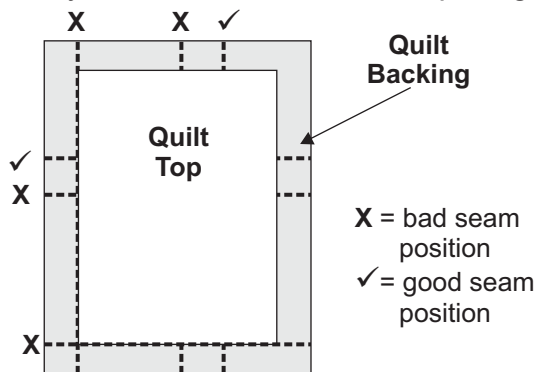 X X ✓
Quilt
Backing
Quilt
Top
✓
X
X = bad seam
position
✓= good seam
position
X